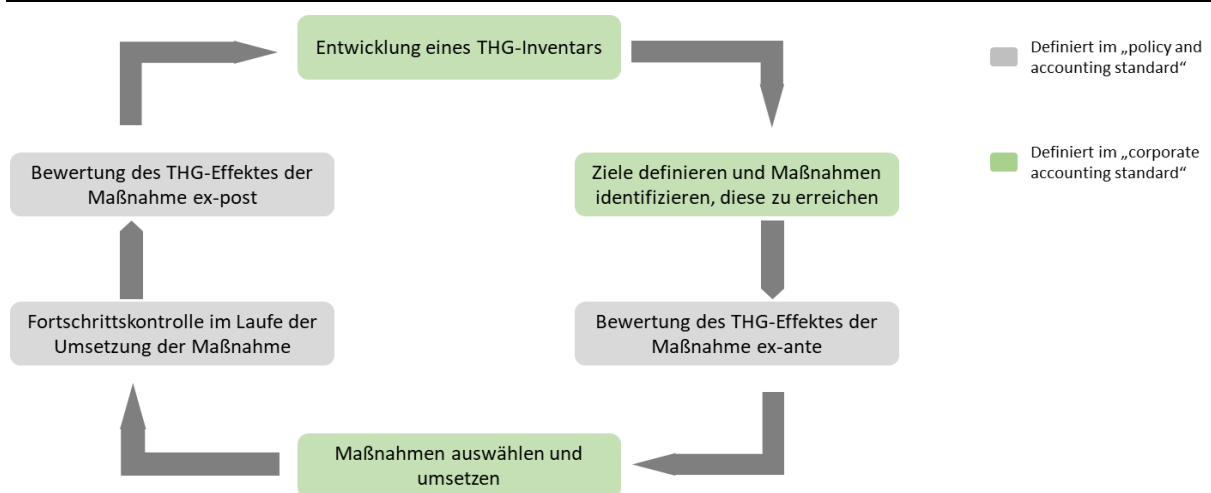 Entwicklung eines THG-Inventars
Definiert im „policy and
accounting standard“
Definiert im „corporate
accounting standard“
Bewertung des THG-Effektes der
Maßnahme ex-post
Ziele definieren und Maßnahmen
identifizieren, diese zu erreichen
Fortschrittskontrolle im Laufe der
Umsetzung der Maßnahme
Bewertung des THG-Effektes der
Maßnahme ex-ante
Maßnahmen auswählen und
umsetzen